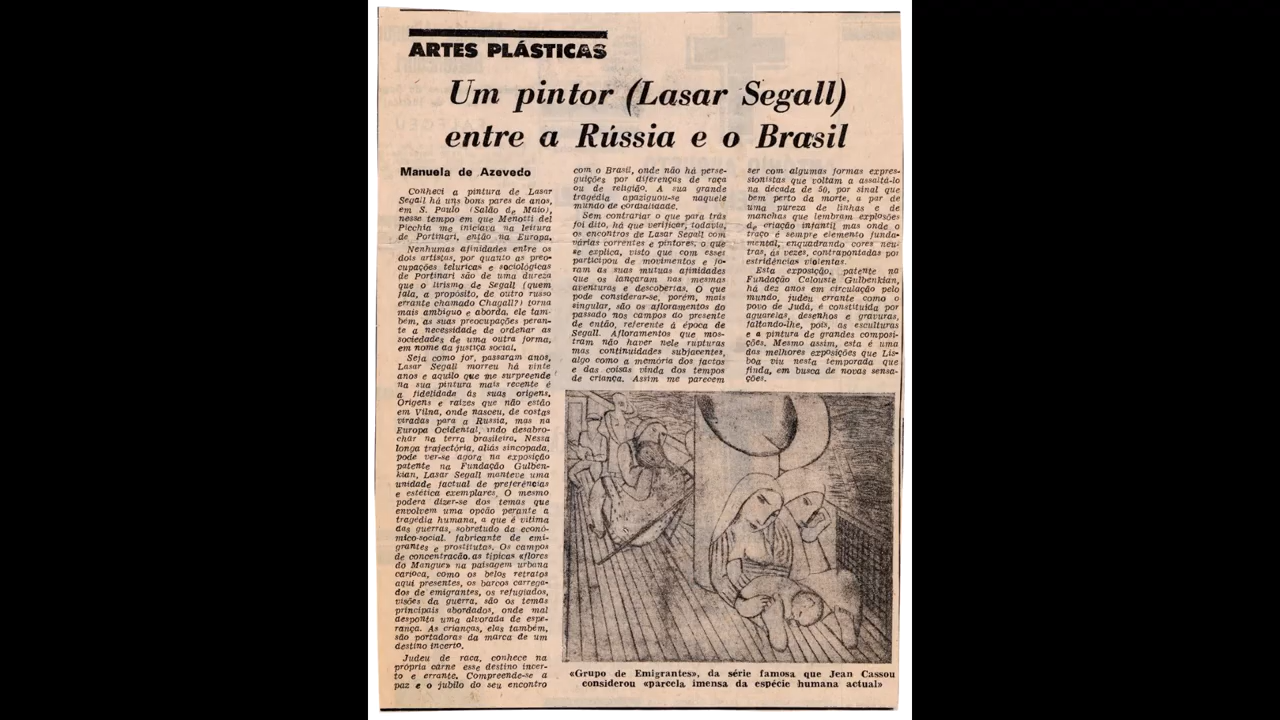 ARTES PLÁSTICAS
Um pintor (Lasar Segall)
entre a Rússia e o Brasil
Manuela de Azevedo
Conheci a pintura de Lasar
Segall há uns bons pares de anos,
em S. Paulo (Salão de Maio),
nesse tempo em que Menotti del
Picchia me iniciava na leitura
de Portinari, então na Europa.
Nenhumas afinidades entre os
dois artistas, por quanto as preo-
cupações telúricas e sociológicas
de Portinari são de uma dureza
que o lirismo de Segall (quem
fala, a propósito, de outro russo
errante chamado Chagall?) torna
mais ambíguo e aborda, ele tam-
bém, as suas preocupações peran-
te a necessidade de ordenar as
sociedades de uma outra forma,
em nome da justiça social.
Seja como for, passaram anos,
Lasar Segall morreu há vinte
anos e aquilo que me surpreende
na sua pintura mais recente é
a fidelidade às suas origens.
Origens e raízes que não estão
em Vilna, onde nasceu, de costas
viradas para a Rússia, mas na
Europa Ocidental, indo desabro-
char na terra brasileira. Nessa
longa trajectória, aliás sincopada,
pode ver-se agora na exposição
patente na Fundação Gulben-
kian, Lasar Segall manteve uma
unidade factual de preferências
e estética exemplares. O mesmo
podera dizer-se dos temas que
envolvem uma opção perante a
tragédia humana, a que é vítima
das guerras, sobretudo da econó-
mico-social, fabricante de emi-
grantes e prostitutas. Os campos
de concentração, as típicas «flores
do Mangue» na paisagem urbana
carioca, como os belos retratos
aqui presentes, os barcos carrega-
dos de emigrantes, os refugiados,
visões da guerra, são os temas
principais abordados, onde mal
desponta uma alvorada de espe-
rança. As crianças, elas também,
são portadoras da marca de um
destino incerto.
Judeu de raca, conhece na
própria carne esse destino incer-
to e errante. Compreende-se a
paz e o júbilo do seu encontro
com o Brasil, onde não há perse-
guições por diferenças de raça
ou de religião. A sua grande
tragédia apaziguou-se naquele
mundo de cordialidade.
Sem contrariar o que para trás
foi dito, há que verificar, todavia,
os encontros de Lasar Segall com
várias correntes e pintores, o que
se explica, visto que com esses
participou de movimentos e fo-
ram as suas mutuas afinidades
que os lançaram nas mesmas
aventuras e descobertas. O que
pode considerar-se, porém, mais
singular, são os afloramentos do
passado nos campos do presente
de então, referente à época de
Segall. Afloramentos que mos-
tram não haver nele rupturas
mas continuidades subjacentes,
algo como a memória dos factos
e das coisas vinda dos tempos
de criança. Assim me parecem
ser com algumas formas expres-
sionistas que voltam a assaltá-lo
na década de 50, por sinal que
bem perto da morte, a par de
uma pureza de linhas e de
manchas que lembram explosões
de criação infantil mas onde o
traço é sempre elemento funda-
mental, enquadrando cores neu-
tras, às vezes, contrapontadas por
estridências violentas.
Esta exposição, patente na
Fundação Calouste Gulbenkian,
há dez anos em circulação pelo
mundo, judeu errante como o
povo de Judá, é constituída por
aguarelas, desenhos e gravuras,
faltando-lhe, pois, as esculturas
e a pintura de grandes composi-
ções. Mesmo assim, esta é uma
das melhores exposições que Lis-
boa viu nesta temporada que
finda, em busca de novas sensa-
ções.
«Grupo de Emigrantes», da série famosa que Jean Cassou
considerou «parcela imensa da espécie humana actual»